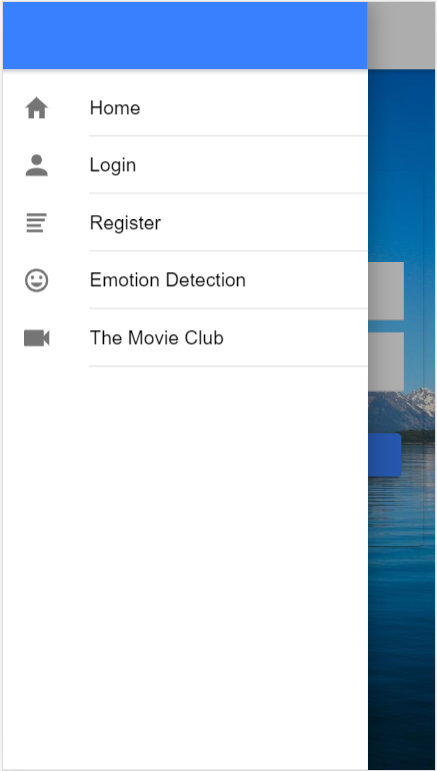 Home
Login
Register
Emotion Detection
The Movie Club